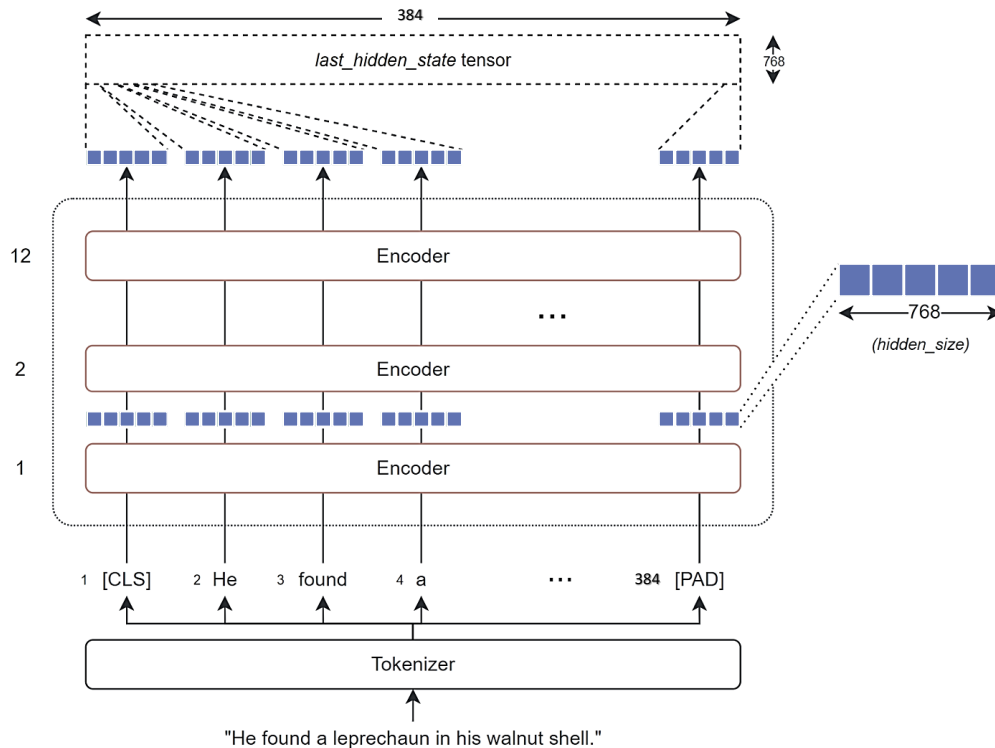 384
last_hidden_state tensor
768
12
Encoder
...
2
Encoder
768
(hidden_size)
1
Encoder
1 [CLS] 2 He 3 found 4 a ... 384 [PAD]
Tokenizer
"He found a leprechaun in his walnut shell."